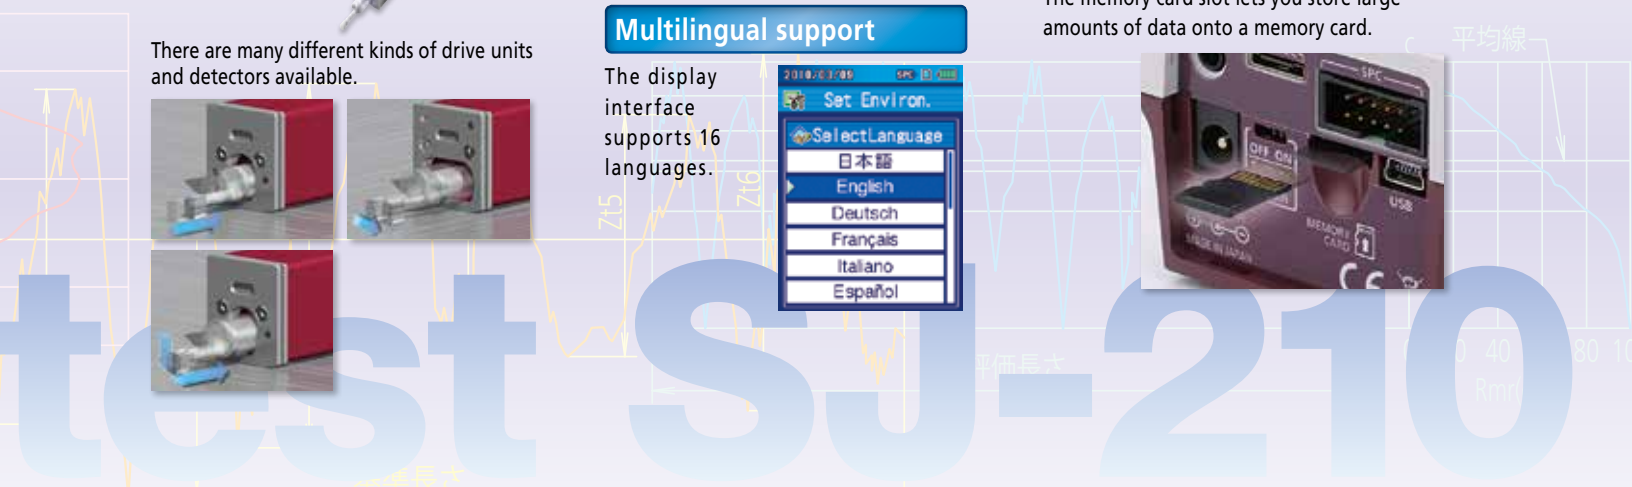 There are many different kinds of drive units
and detectors available.
Multilingual support
The display
interface
supports 16
languages.
2010/03/09
SPC
Set Environ.
SelectLanguage
日本語
English
Deutsch
Français
Italiano
Español
The memory card slot lets you store large
amounts of data onto a memory card.
SPC
OFF ON
USB
MEMORY
CARD
MADE IN JAPAN
CE
Zt5
Zt6
c
平均線
評価長さ
40
80
Rmr(
test SJ-210